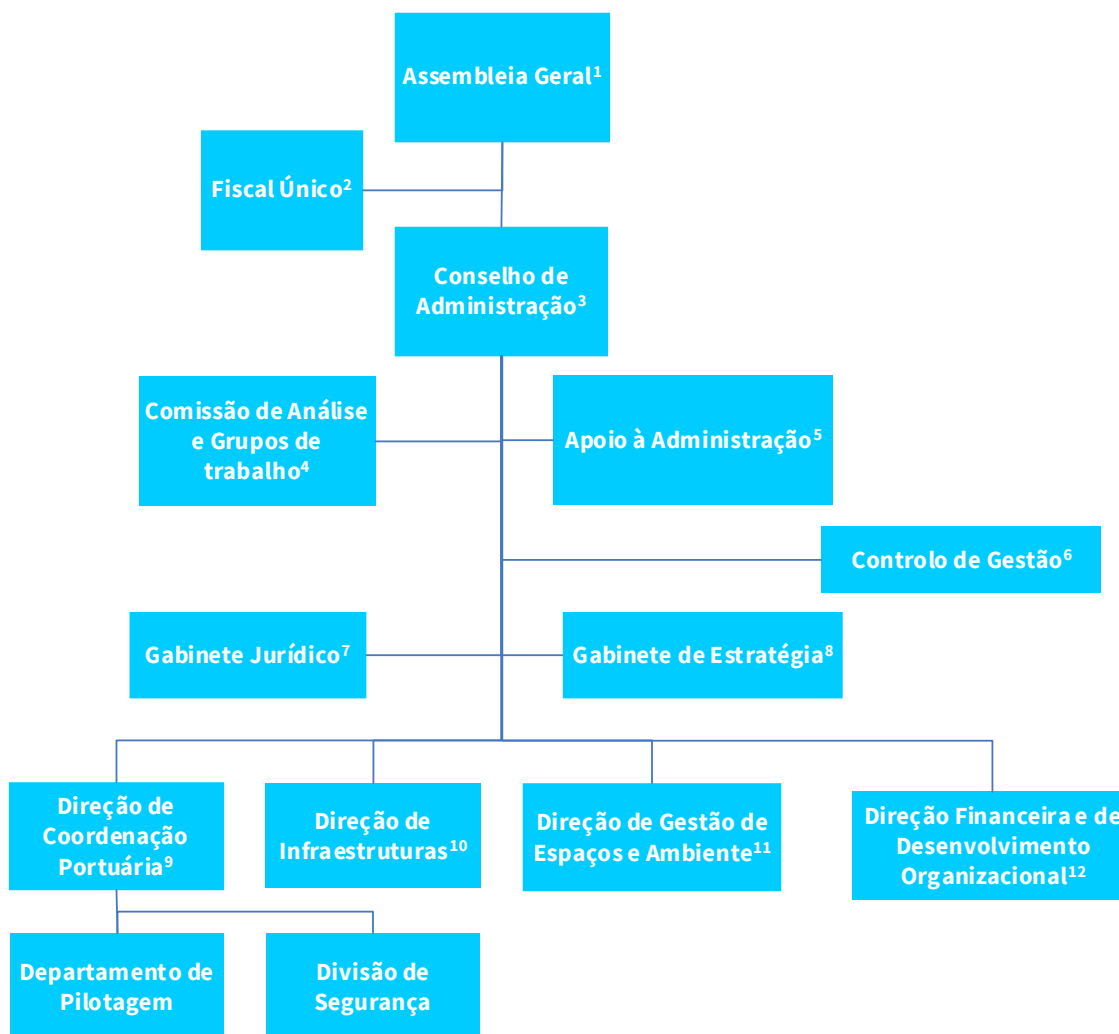 Assembleia Geral¹
Fiscal Único²
Conselho de
Administração³
Comissão de Análise
e Grupos de
trabalho⁴
Apoio à Administração⁵
Controlo de Gestão⁶
Gabinete Jurídico⁷
Gabinete de Estratégia⁸
Direção de
Coordenação
Portuária⁹
Direção de
Infraestruturas¹⁰
Direção de Gestão de
Espaços e Ambiente¹¹
Direção Financeira e de
Desenvolvimento
Organizacional¹²
Departamento de
Pilotagem
Divisão de
Segurança